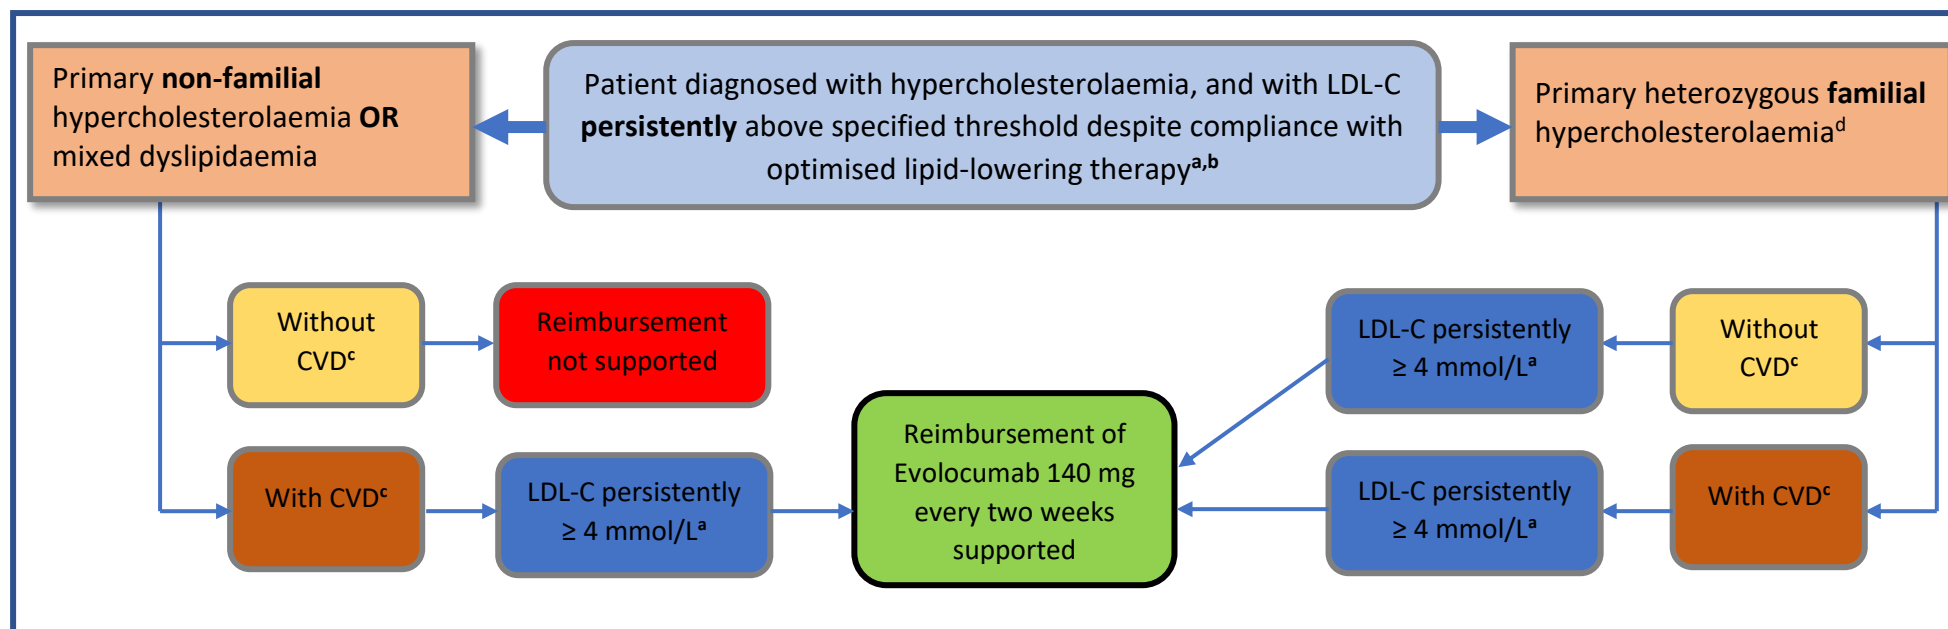 Primary non-familial
hypercholesterolaemia OR
mixed dyslipidaemia
Patient diagnosed with hypercholesterolaemia, and with LDL-C
persistently above specified threshold despite compliance with
optimised lipid-lowering therapyᵃ,ᵇ
Primary heterozygous familial
hypercholesterolaemiaᵈ
Without
CVDᶜ
Reimbursement
not supported
LDL-C persistently
≥ 4 mmol/Lᵃ
Without
CVDᶜ
With CVDᶜ
LDL-C persistently
≥ 4 mmol/Lᵃ
Reimbursement of
Evolocumab 140 mg
every two weeks
supported
LDL-C persistently
≥ 4 mmol/Lᵃ
With CVDᶜ